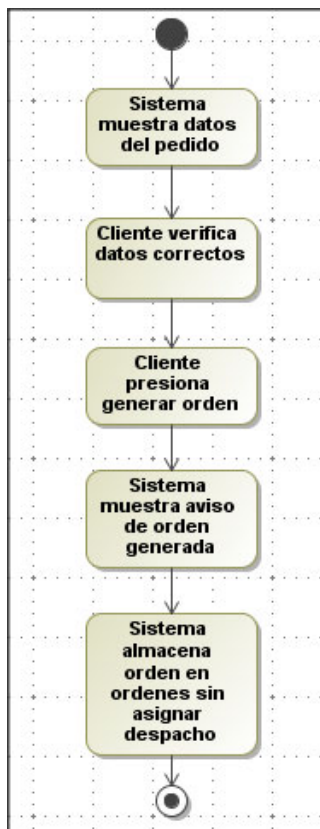 Sistema
muestra datos
del pedido
Cliente verifica
datos correctos
Cliente
presiona
generar orden
Sistema
muestra aviso
de orden
generada
Sistema
almacena
orden en
ordenes sin
asignar
despacho